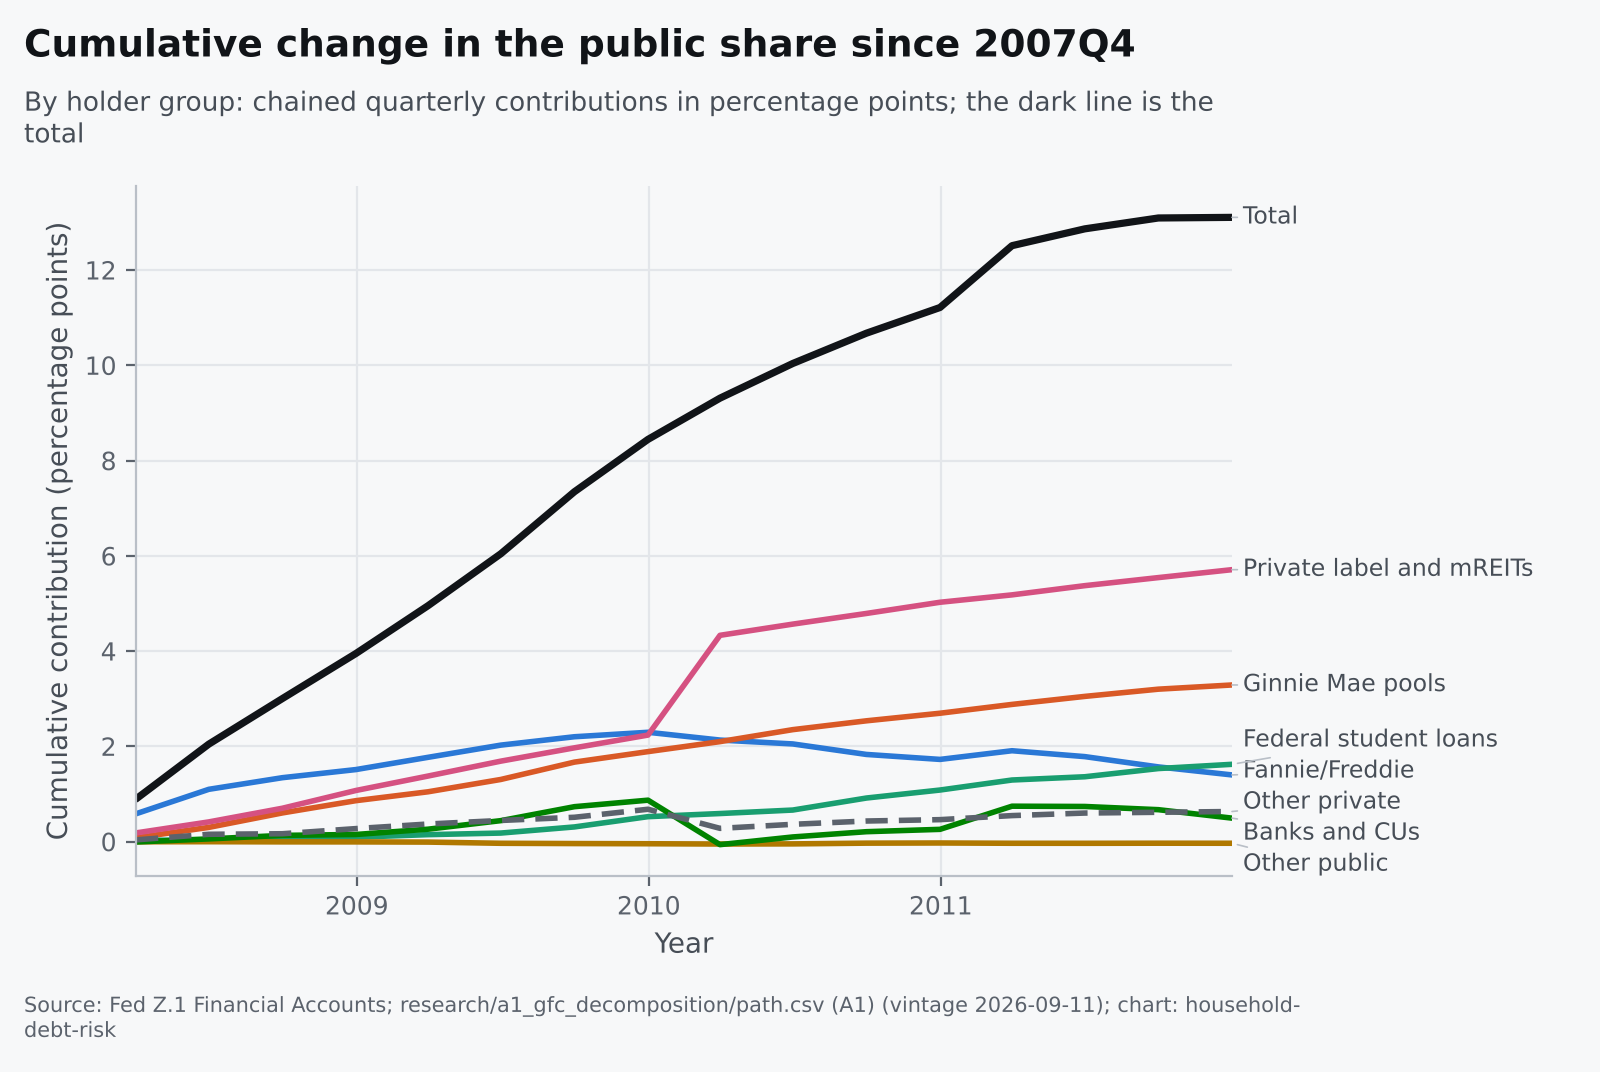 Cumulative change in the public share since 2007Q4
By holder group: chained quarterly contributions in percentage points; the dark line is the
total
Cumulative contribution (percentage points)
12
10
8
6
4
2
0
Total
Private label and mREITs
Ginnie Mae pools
Federal student loans
Fannie/Freddie
Other private
Banks and CUs
Other public
2009
2010
2011
Year
Source: Fed Z.1 Financial Accounts; research/a1_gfc_decomposition/path.csv (A1) (vintage 2026-09-11); chart: household-
debt-risk